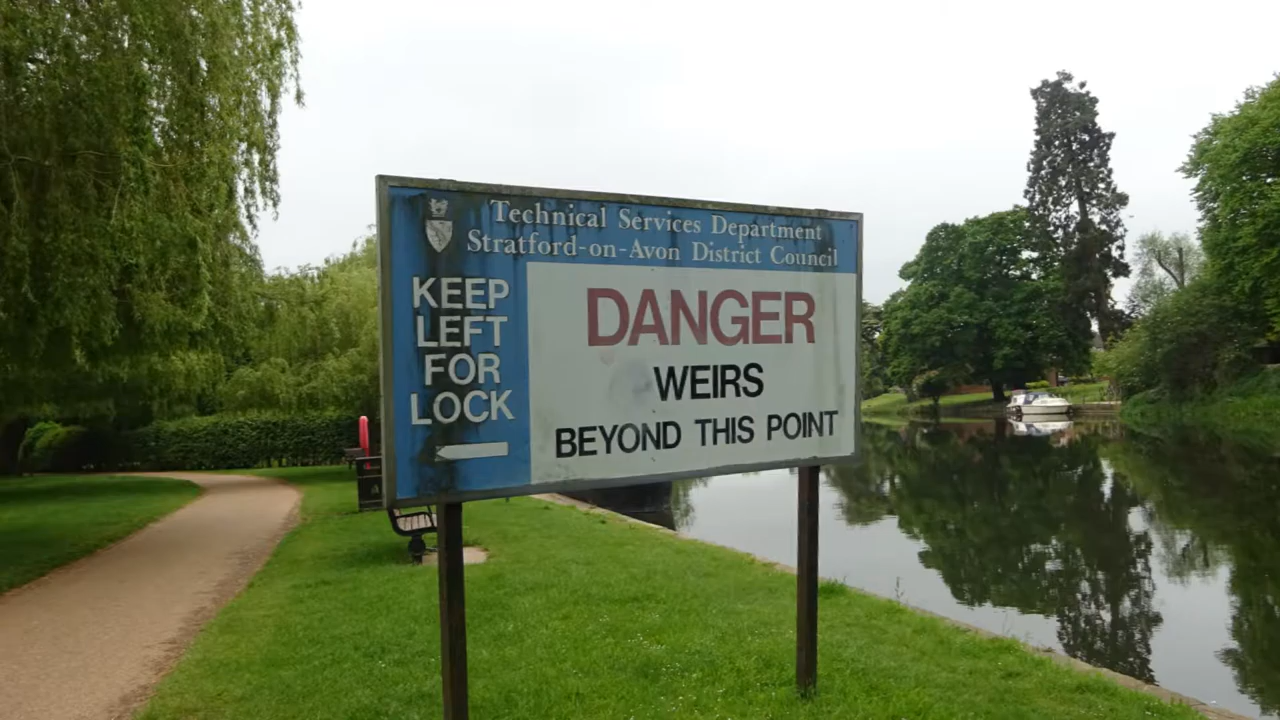 Technical Services Department
Stratford-on-Avon District Council
KEEP
LEFT
FOR
LOCK
DANGER
WEIRS
BEYOND THIS POINT